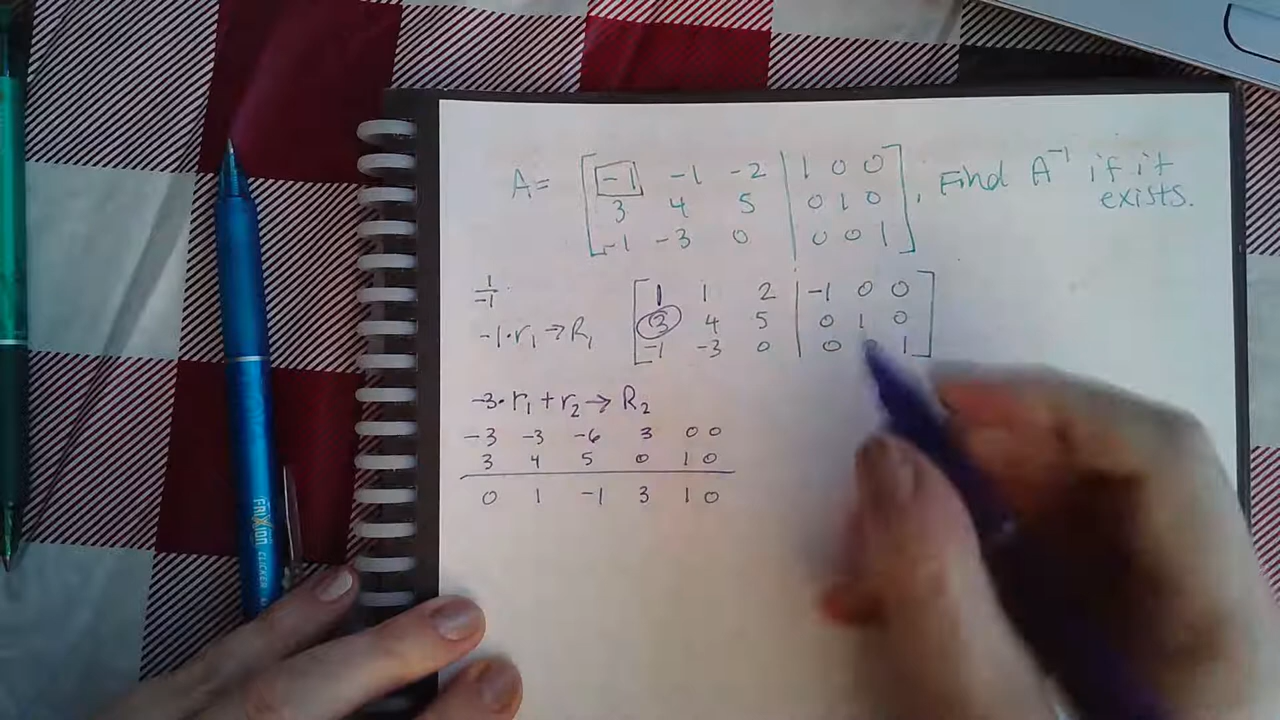 A = [ -1 -1 -2 | 1 0 0 ], Find A⁻¹ if it
3 4 5 | 0 1 0 exists.
-1 -3 0 | 0 0 1
1/-1 [ 1 1 2 | -1 0 0 ]
3 4 5 | 0 1 0
-1·r₁→R₁ -1 -3 0 | 0 0 1
-3·r₁+r₂→R₂
-3 -3 -6 3 0 0
3 4 5 0 1 0
0 1 -1 3 1 0
FRIXION CLICKER